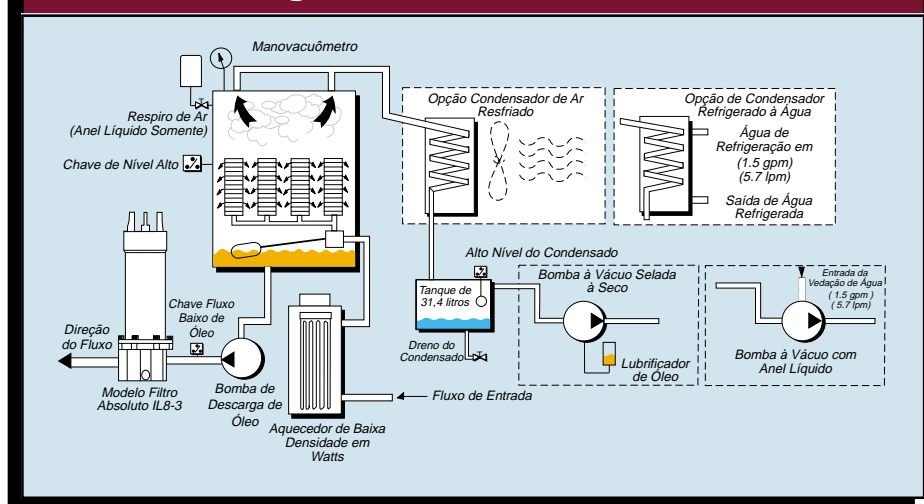 Manovacuômetro
Respiro de Ar
(Anel Líquido Somente)
Chave de Nível Alto
Opção Condensador de Ar
Resfriado
Opção de Condensador
Refrigerado à Água
Água de
Refrigeração em
(1.5 gpm)
(5.7 lpm)
Saída de Água
Refrigerada
Alto Nível do Condensado
Tanque de
31,4 litros
Dreno do
Condensado
Bomba à Vácuo Selada
à Seco
Lubrificador
de Óleo
Entrada da
Vedação de Água
( 1.5 gpm )
( 5.7 lpm)
Bomba à Vácuo com
Anel Líquido
Chave Fluxo
Baixo de
Óleo
Direção
do Fluxo
Modelo Filtro
Absoluto IL8-3
Bomba de
Descarga de
Óleo
Fluxo de Entrada
Aquecedor de Baixa
Densidade em
Watts